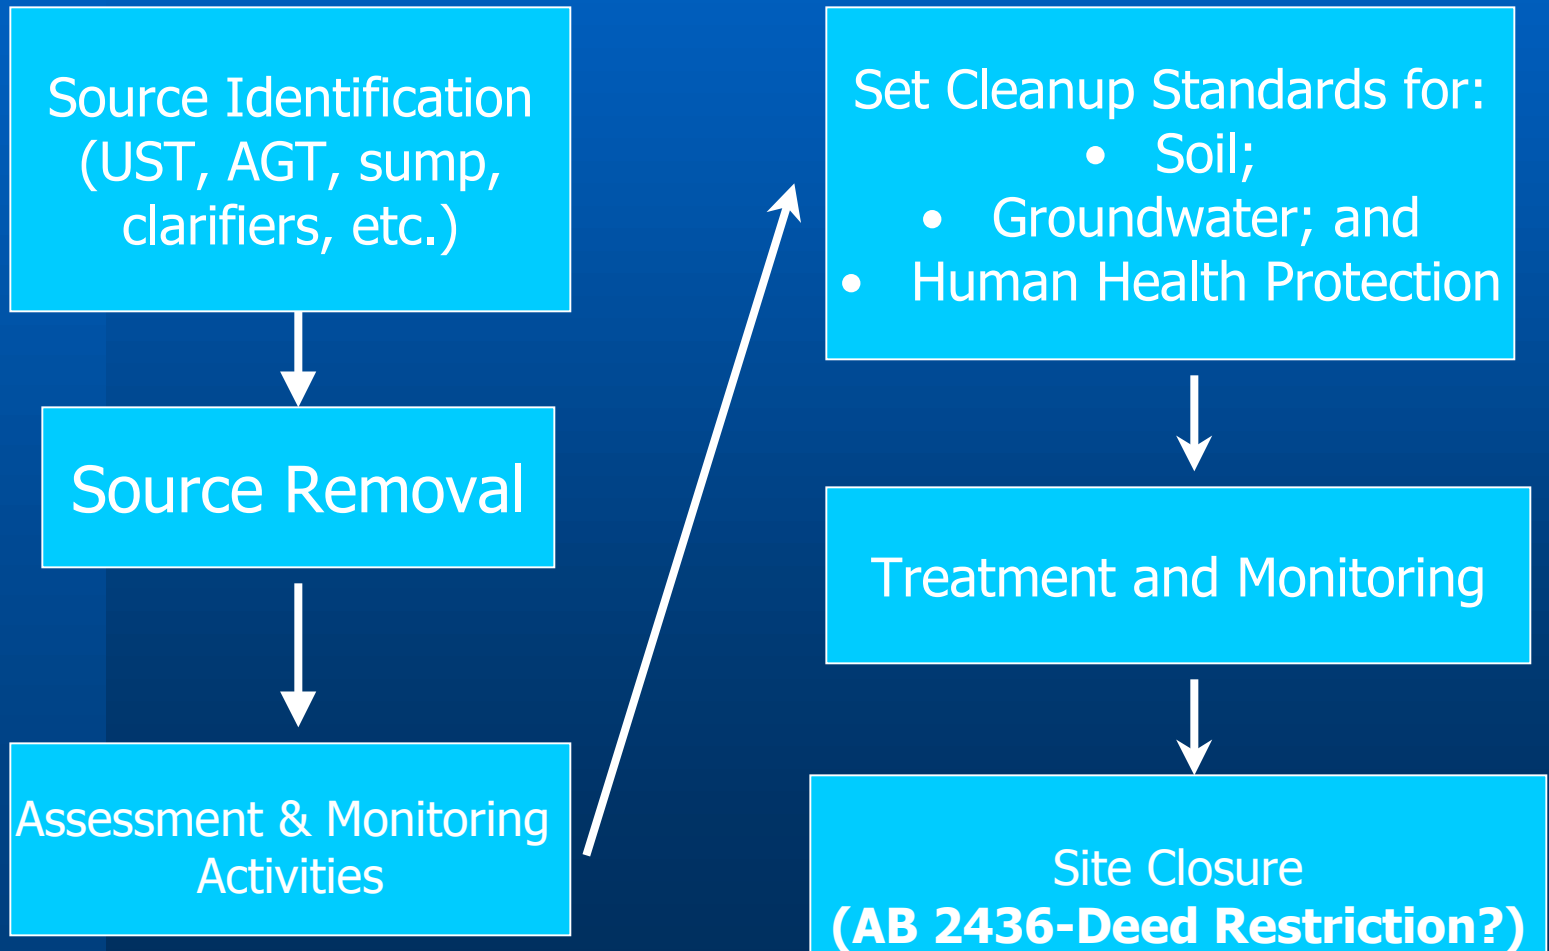 Source Identification
(UST, AGT, sump,
clarifiers, etc.)
Source Removal
Assessment & Monitoring
Activities
Set Cleanup Standards for:
• Soil;
• Groundwater; and
• Human Health Protection
Treatment and Monitoring
Site Closure
(AB 2436-Deed Restriction?)